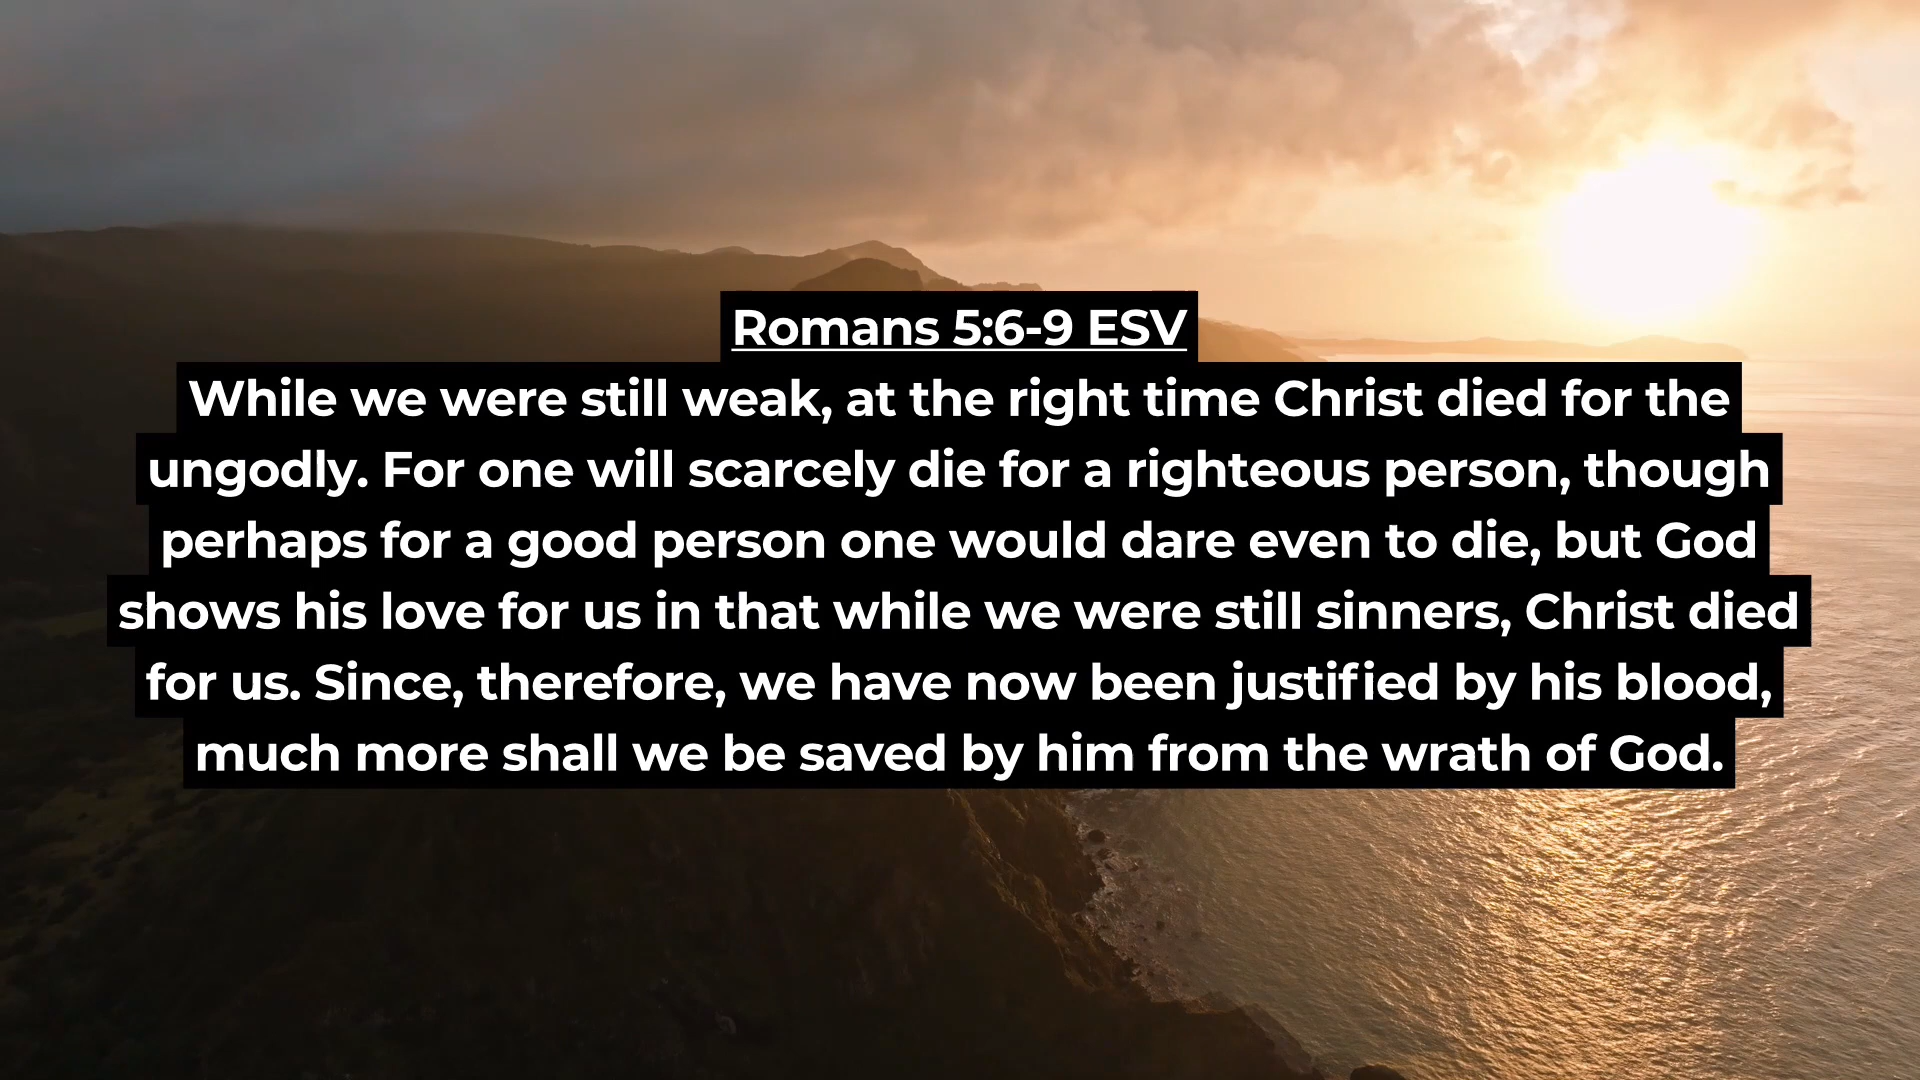 Romans 5:6-9 ESV
While we were still weak, at the right time Christ died for the
ungodly. For one will scarcely die for a righteous person, though
perhaps for a good person one would dare even to die, but God
shows his love for us in that while we were still sinners, Christ died
for us. Since, therefore, we have now been justified by his blood,
much more shall we be saved by him from the wrath of God.